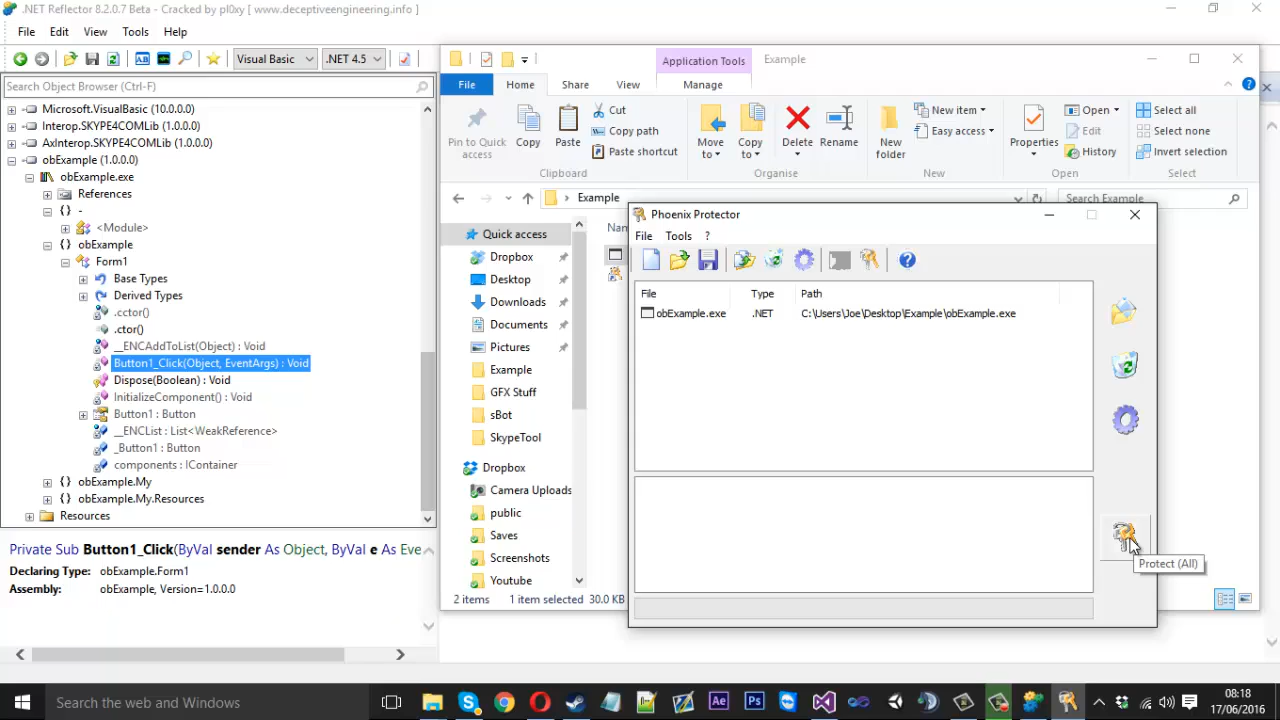 .NET Reflector 8.2.0.7 Beta - Cracked by pl0xy [ www.deceptiveengineering.info ]
File Edit View Tools Help
Visual Basic
.NET 4.5
Search Object Browser (Ctrl-F)
Microsoft.VisualBasic (10.0.0.0)
Interop.SKYPE4COMLib (1.0.0.0)
AxInterop.SKYPE4COMLib (1.0.0.0)
obExample (1.0.0.0)
obExample.exe
References
{ } -
<Module>
{ } obExample
Form1
Base Types
Derived Types
.cctor()
.ctor()
__ENCAddToList(Object) : Void
Button1_Click(Object, EventArgs) : Void
Dispose(Boolean) : Void
InitializeComponent() : Void
Button1 : Button
__ENCList : List<WeakReference>
_Button1 : Button
components : IContainer
{ } obExample.My
{ } obExample.My.Resources
Resources
Private Sub Button1_Click(ByVal sender As Object, ByVal e As Eve
Declaring Type: obExample.Form1
Assembly: obExample, Version=1.0.0.0
Application Tools
Example
File Home Share View Manage
Pin to Quick access
Copy
Paste
Cut
Copy path
Paste shortcut
Clipboard
Move to
Copy to
Delete
Rename
Organise
New folder
New item
Easy access
New
Properties
Open
Edit
History
Open
Select all
Select none
Invert selection
Select
Example
Search Example
Quick access
Dropbox
Desktop
Downloads
Documents
Pictures
Example
GFX Stuff
sBot
SkypeTool
Dropbox
Camera Uploads
public
Saves
Screenshots
Youtube
2 items 1 item selected 30.0 KB
Phoenix Protector
File Tools ?
File Type Path
obExample.exe .NET C:\Users\Joe\Desktop\Example\obExample.exe
Protect (All)
Search the web and Windows
08:18
17/06/2016